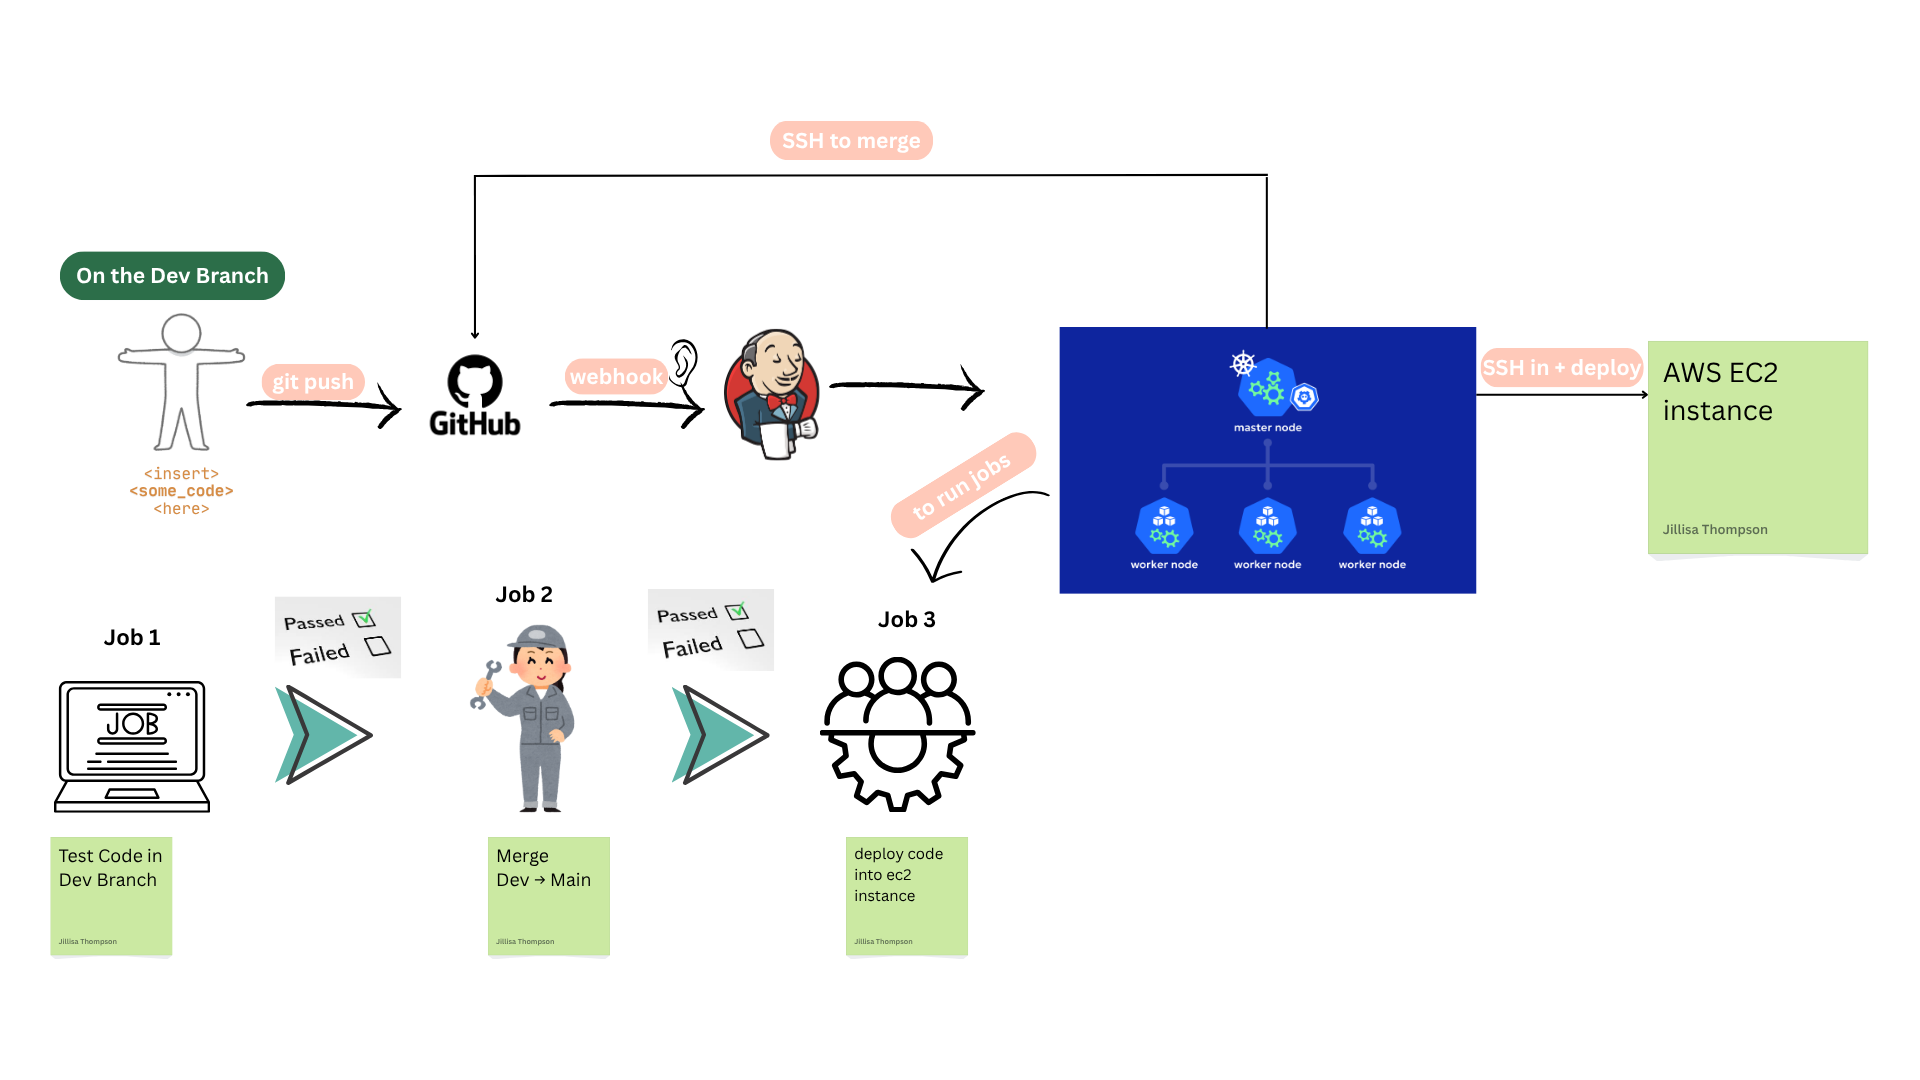 SSH to merge
On the Dev Branch
git push
GitHub
webhook
<insert>
<some_code>
<here>
to run jobs
master node
worker node
worker node
worker node
SSH in + deploy
AWS EC2
instance
Jillisa Thompson
Job 1
Passed
Failed
Job 2
Passed
Failed
Job 3
JOB
Test Code in
Dev Branch
Jillisa Thompson
Merge
Dev → Main
Jillisa Thompson
deploy code
into ec2
instance
Jillisa Thompson